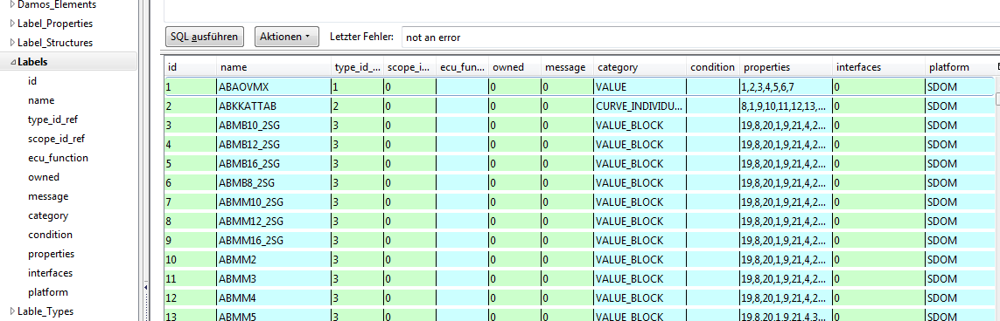 Damos_Elements
Label_Properties
Label_Structures
Labels
id
name
type_id_ref
scope_id_ref
ecu_function
owned
message
category
condition
properties
interfaces
platform
Lable_Types
SQL ausführen Aktionen Letzter Fehler: not an error
id name type_id_... scope_i... ecu_fun... owned message category condition properties interfaces platform
1 ABAOVMX 1 0 0 0 VALUE 1,2,3,4,5,6,7 0 SDOM
2 ABKKATTAB 2 0 0 0 CURVE_INDIVIDU... 8,1,9,10,11,12,13,... 0 SDOM
3 ABMB10_2SG 3 0 0 0 VALUE_BLOCK 19,8,20,1,9,21,4,2... 0 SDOM
4 ABMB12_2SG 3 0 0 0 VALUE_BLOCK 19,8,20,1,9,21,4,2... 0 SDOM
5 ABMB16_2SG 3 0 0 0 VALUE_BLOCK 19,8,20,1,9,21,4,2... 0 SDOM
6 ABMB8_2SG 3 0 0 0 VALUE_BLOCK 19,8,20,1,9,21,4,2... 0 SDOM
7 ABMM10_2SG 3 0 0 0 VALUE_BLOCK 19,8,20,1,9,21,4,2... 0 SDOM
8 ABMM12_2SG 3 0 0 0 VALUE_BLOCK 19,8,20,1,9,21,4,2... 0 SDOM
9 ABMM16_2SG 3 0 0 0 VALUE_BLOCK 19,8,20,1,9,21,4,2... 0 SDOM
10 ABMM2 3 0 0 0 VALUE_BLOCK 19,8,20,1,9,21,4,2... 0 SDOM
11 ABMM3 3 0 0 0 VALUE_BLOCK 19,8,20,1,9,21,4,2... 0 SDOM
12 ABMM4 3 0 0 0 VALUE_BLOCK 19,8,20,1,9,21,4,2... 0 SDOM
13 ABMM5 3 0 0 0 VALUE_BLOCK 19,8,20,1,9,21,4,3... 0 SDOM